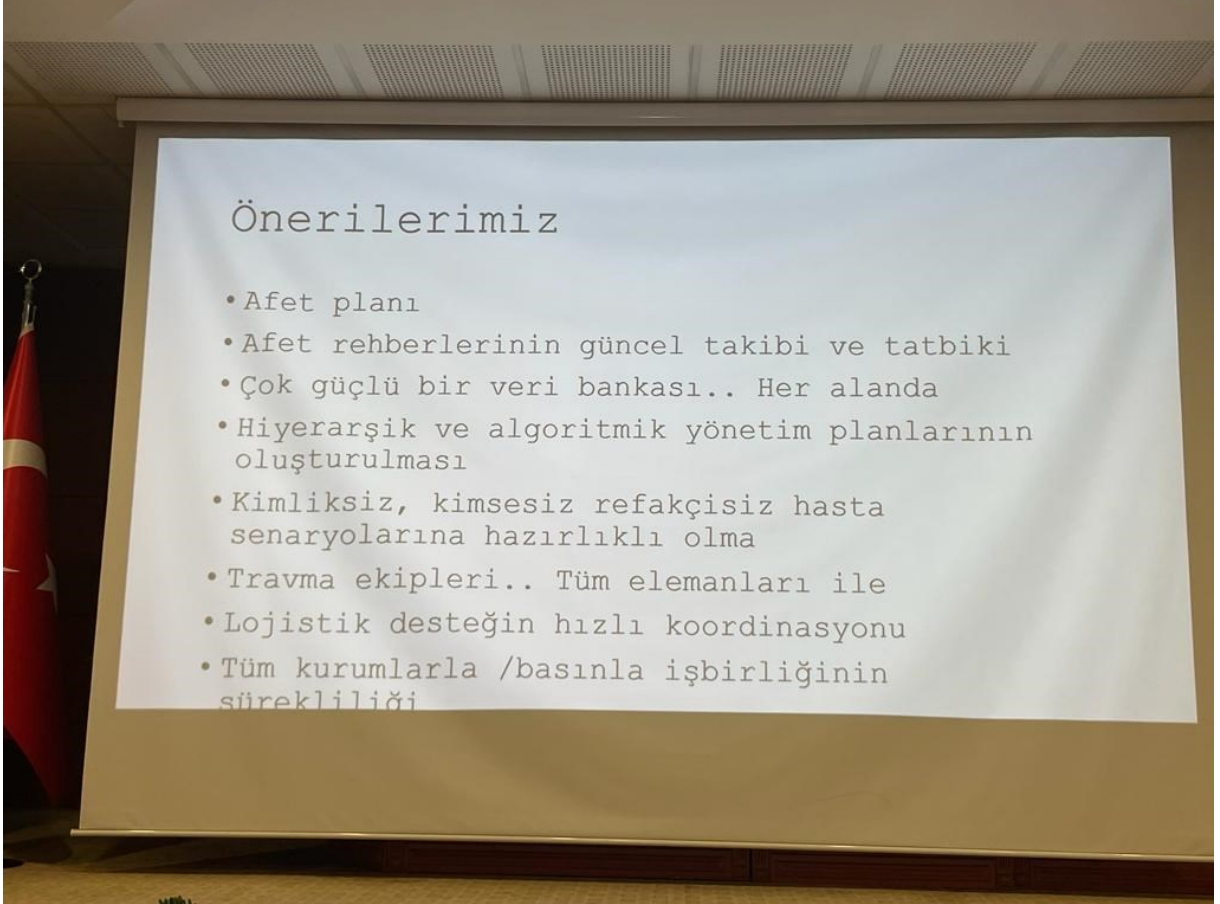 Önerilerimiz
• Afet planı
• Afet rehberlerinin güncel takibi ve tatbiki
• Çok güçlü bir veri bankası.. Her alanda
• Hiyerarşik ve algoritmik yönetim planlarının
oluşturulması
• Kimliksiz, kimsesiz refakçisiz hasta
senaryolarına hazırlıklı olma
• Travma ekipleri.. Tüm elemanları ile
• Lojistik desteğin hızlı koordinasyonu
• Tüm kurumlarla /basınla işbirliğinin
sürekliliği